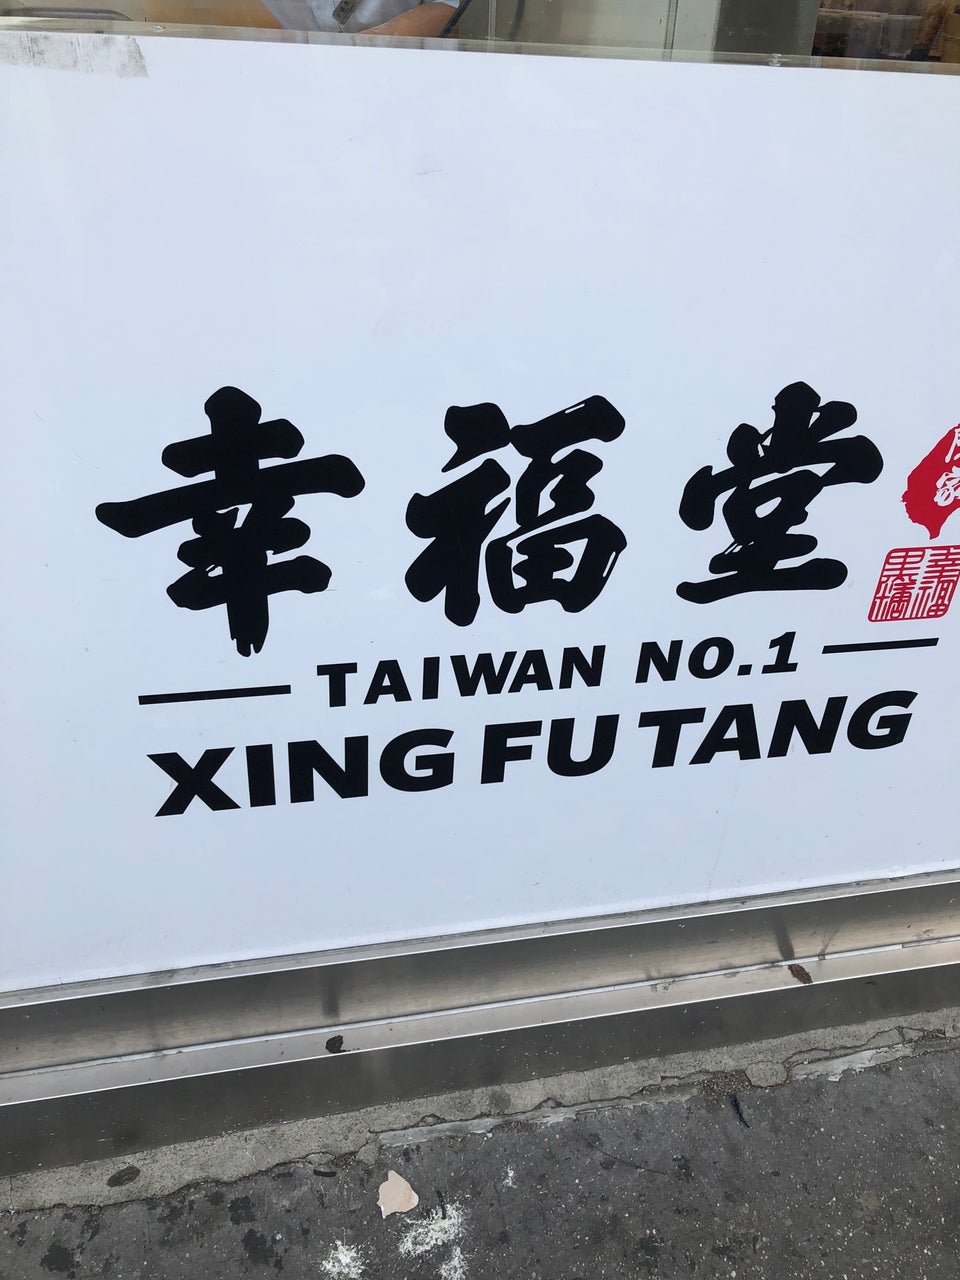 幸福堂
TAIWAN NO.1
XING FU TANG